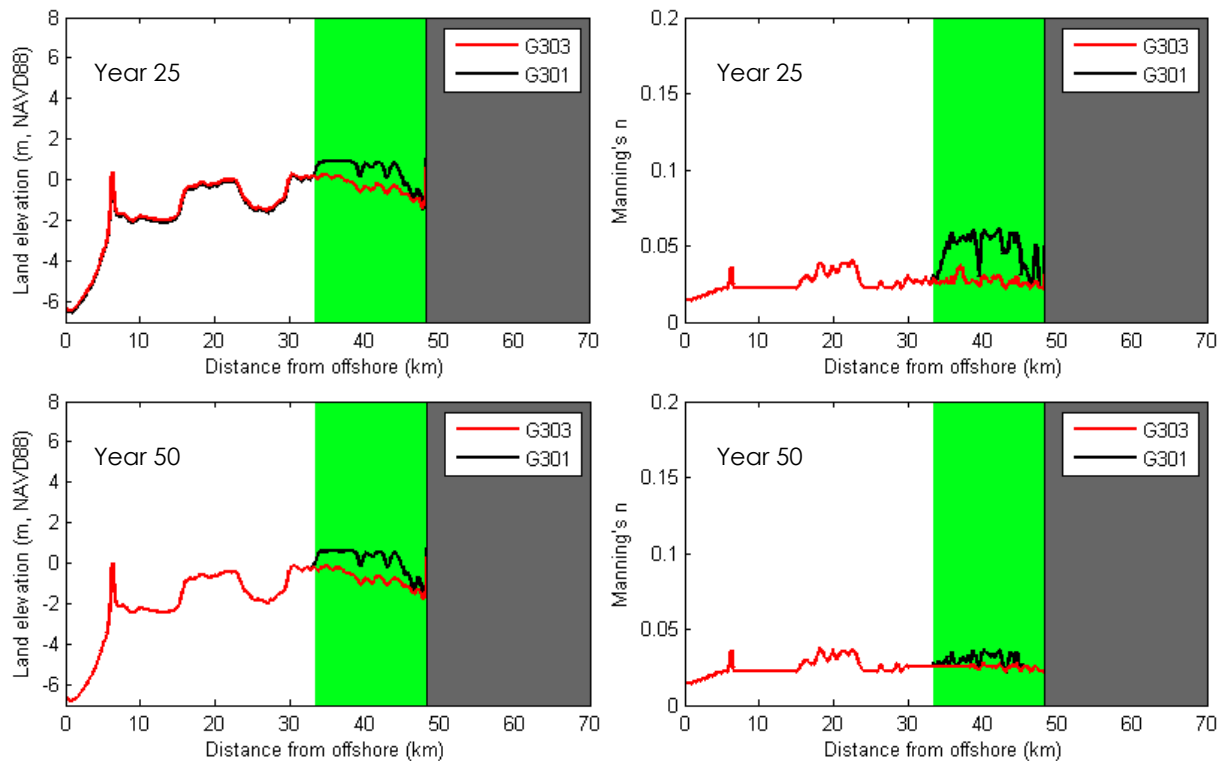 8
6
4
2
0
-2
-4
-6
Land elevation (m, NAVD88)
Year 25
G303
G301
0 10 20 30 40 50 60 70
Distance from offshore (km)
0.2
0.15
0.1
0.05
0
Manning's n
Year 25
G303
G301
0 10 20 30 40 50 60 70
Distance from offshore (km)
8
6
4
2
0
-2
-4
-6
Land elevation (m, NAVD88)
Year 50
G303
G301
0 10 20 30 40 50 60 70
Distance from offshore (km)
0.2
0.15
0.1
0.05
0
Manning's n
Year 50
G303
G301
0 10 20 30 40 50 60 70
Distance from offshore (km)